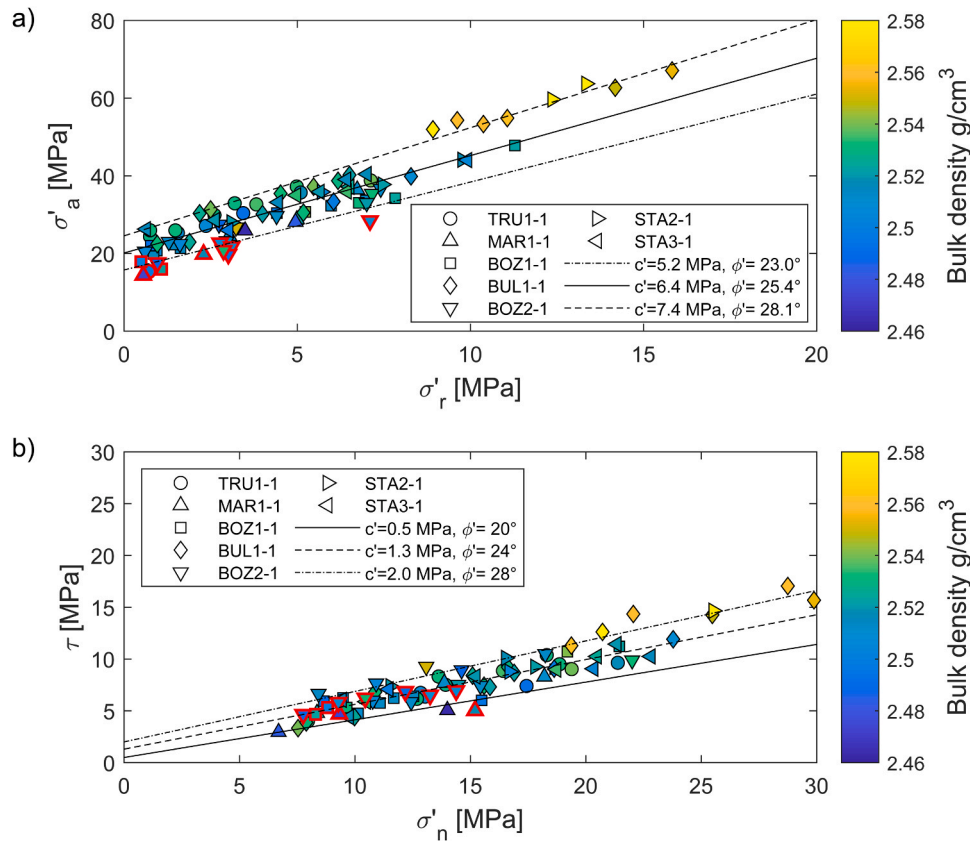 a)
80
60
40
20
0
σ'a [MPa]
0 5 10 15 20
σ'r [MPa]
TRU1-1
MAR1-1
BOZ1-1
BUL1-1
BOZ2-1
STA2-1
STA3-1
c'=5.2 MPa, ϕ'= 23.0°
c'=6.4 MPa, ϕ'= 25.4°
c'=7.4 MPa, ϕ'= 28.1°
2.58
2.56
2.54
2.52
2.50
2.48
2.46
Bulk density g/cm³
b)
30
25
20
15
10
5
0
τ [MPa]
0 5 10 15 20 25 30
σ'n [MPa]
TRU1-1
MAR1-1
BOZ1-1
BUL1-1
BOZ2-1
STA2-1
STA3-1
c'=0.5 MPa, ϕ'= 20°
c'=1.3 MPa, ϕ'= 24°
c'=2.0 MPa, ϕ'= 28°
2.58
2.56
2.54
2.52
2.50
2.48
2.46
Bulk density g/cm³